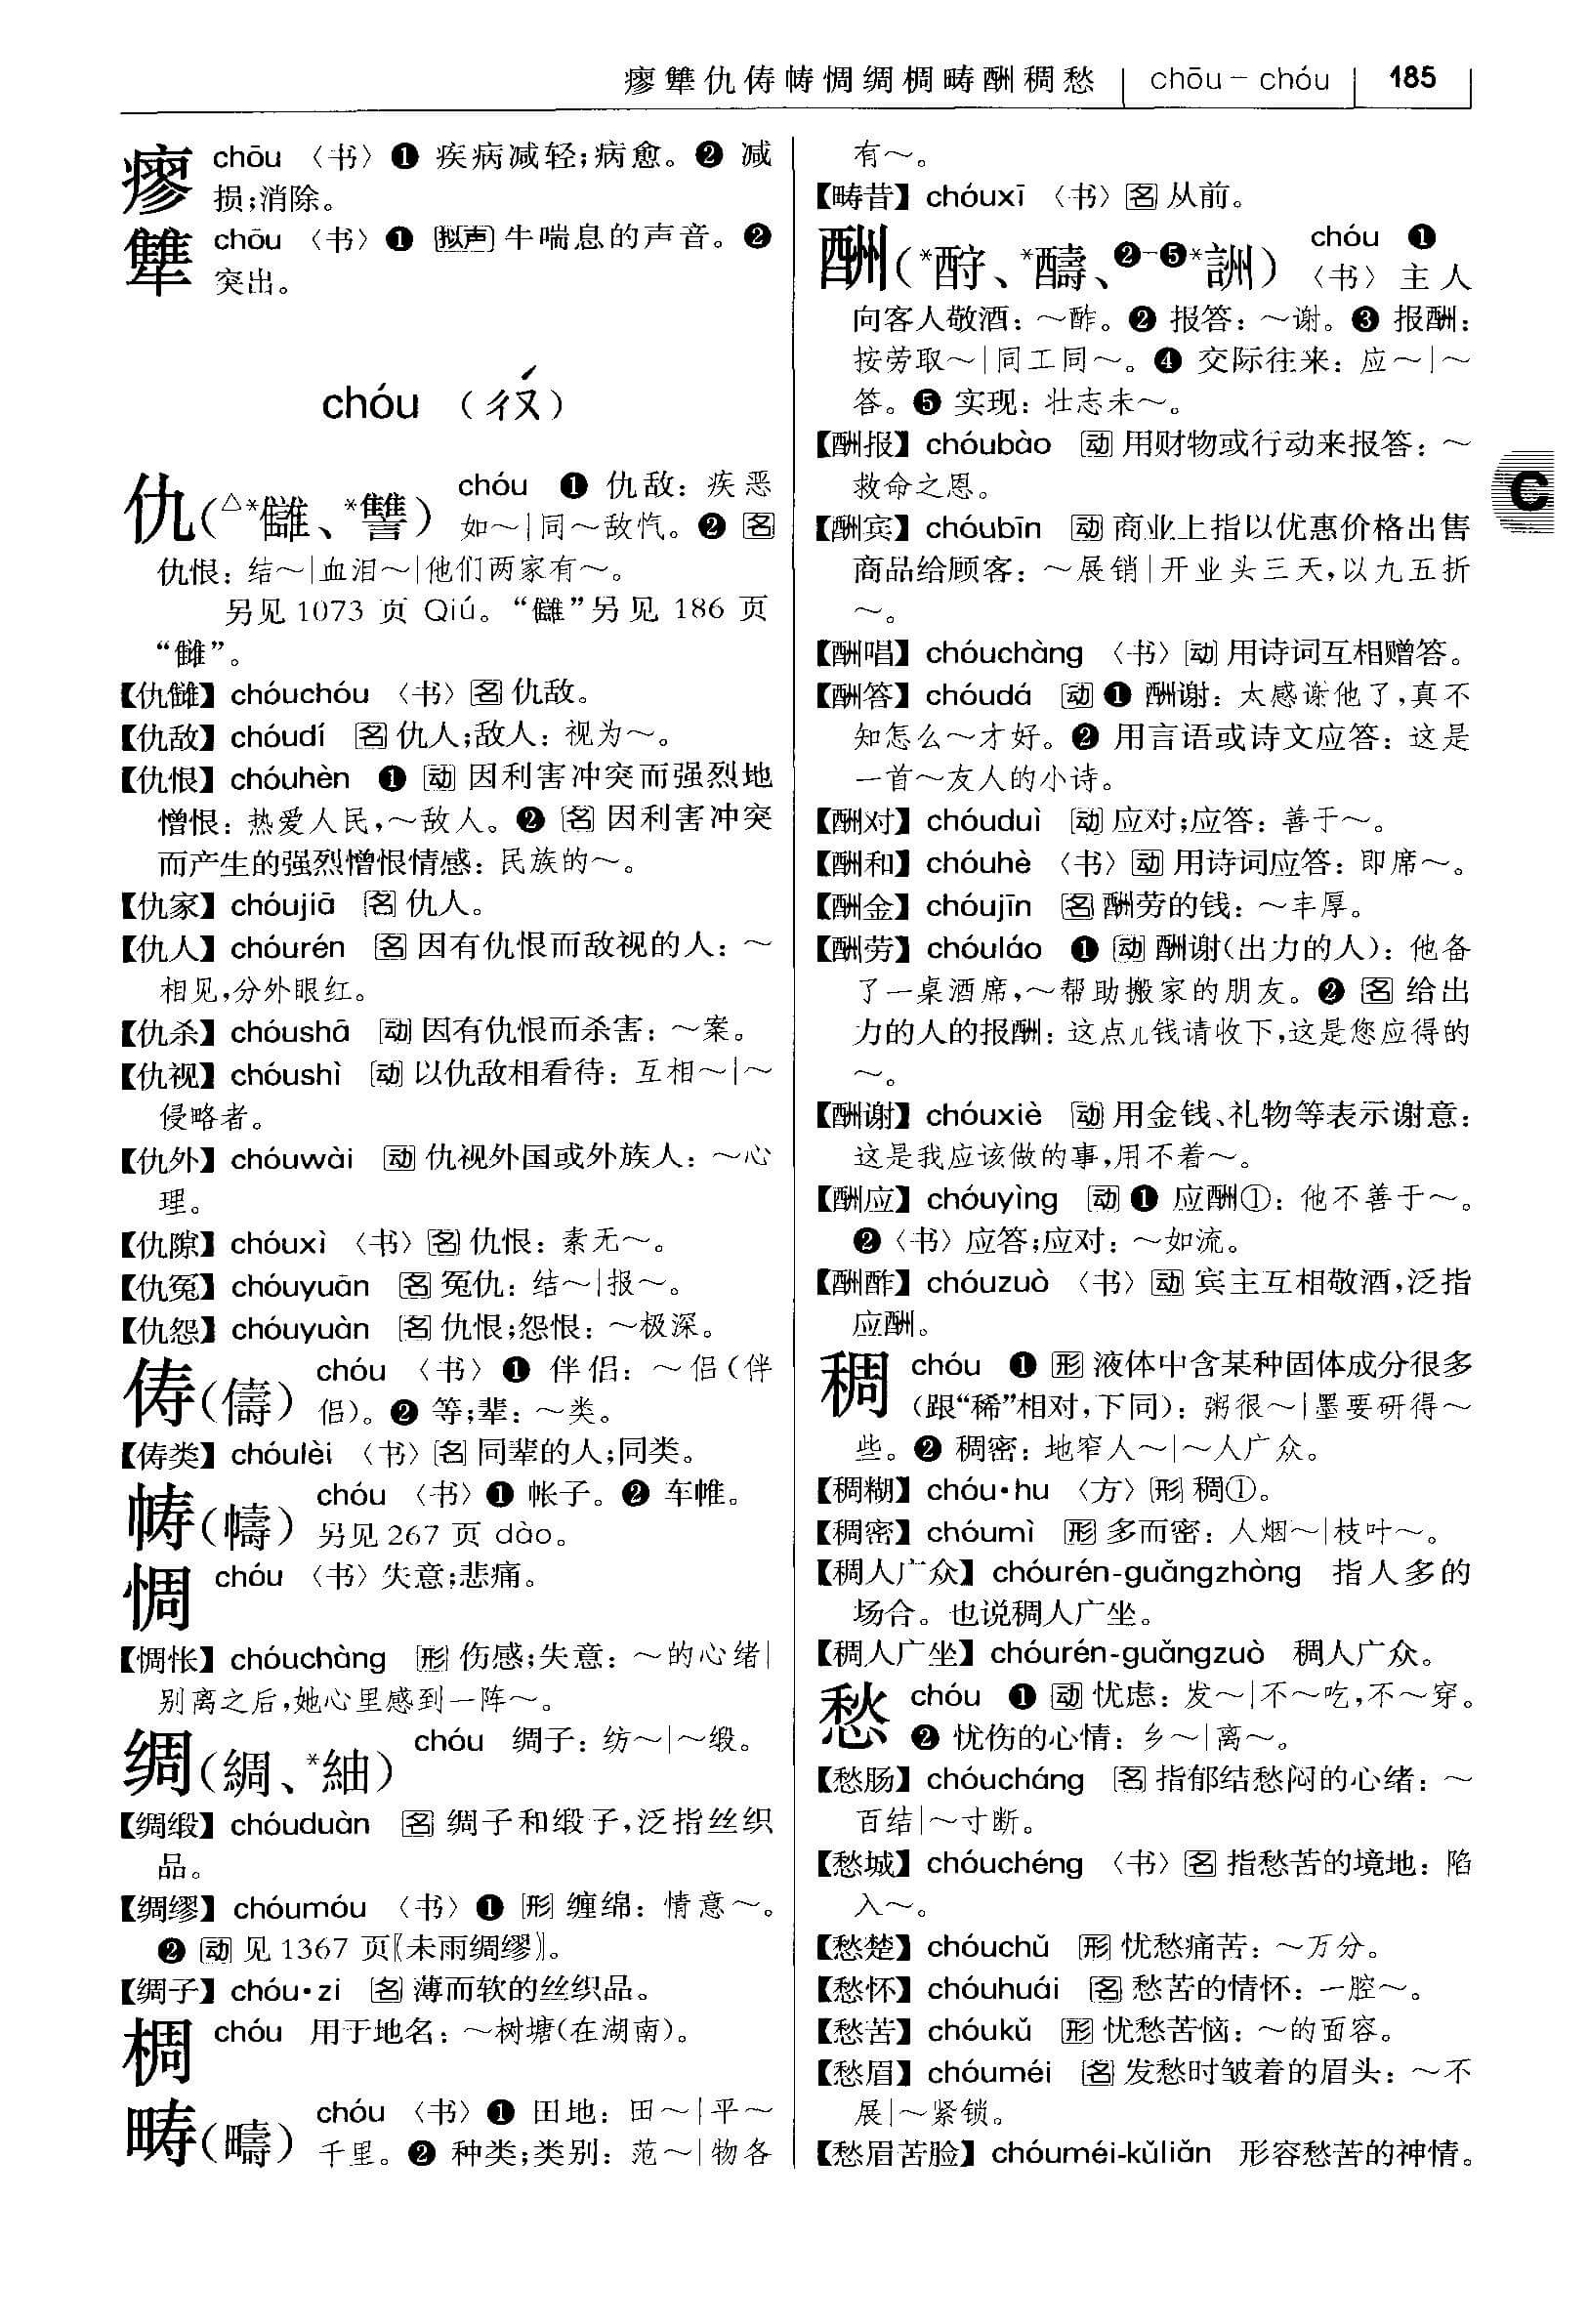 瘳犨仇俦帱惆绸椆畴酬稠愁 chōu－chóu 185
瘳 chōu 〈书〉❶ 疾病减轻;病愈。❷ 减
损;消除。
犨 chōu 〈书〉❶ [拟声]牛喘息的声音。❷
突出。
chóu （ㄔㄡˊ）
仇(△*讎、*讐) chóu ❶ 仇敌：疾恶
如～|同～敌忾。❷ [名]
仇恨：结～|血泪～|他们两家有～。
另见1073 页 Qiú。“讎”另见 186 页
“雠”。
【仇雠】chóuchóu 〈书〉[名]仇敌。
【仇敌】chóudí [名]仇人;敌人：视为～。
【仇恨】chóuhèn ❶ [动] 因利害冲突而强烈地
憎恨：热爱人民,～敌人。❷ [名] 因利害冲突
而产生的强烈憎恨情感：民族的～。
【仇家】chóujiā [名]仇人。
【仇人】chóurén [名]因有仇恨而敌视的人：～
相见,分外眼红。
【仇杀】chóushā [动]因有仇恨而杀害：～案。
【仇视】chóushì [动]以仇敌相看待：互相～|～
侵略者。
【仇外】chóuwài [动]仇视外国或外族人：～心
理。
【仇隙】chóuxì 〈书〉[名]仇恨：素无～。
【仇冤】chóuyuān [名]冤仇：结～|报～。
【仇怨】chóuyuàn [名]仇恨;怨恨：～极深。
俦(儔) chóu 〈书〉❶ 伴侣：～侣(伴
侣)。❷ 等;辈：～类。
【俦类】chóulèi 〈书〉[名]同辈的人;同类。
帱(幬) chóu 〈书〉❶ 帐子。❷ 车帷。
另见267 页 dào。
惆 chóu 〈书〉失意;悲痛。
【惆怅】chóuchàng [形]伤感;失意：～的心绪|
别离之后,她心里感到一阵～。
绸(綢、*紬) chóu 绸子：纺～|～缎。
【绸缎】chóuduàn [名] 绸子和缎子,泛指丝织
品。
【绸缪】chóumóu 〈书〉❶ [形] 缠绵：情意～。
❷ [动] 见1367 页〖未雨绸缪〗。
【绸子】chóu•zi [名]薄而软的丝织品。
椆 chóu 用于地名：～树塘(在湖南)。
畴(疇) chóu 〈书〉❶ 田地：田～|平～
千里。❷ 种类;类别：范～|物各
有～。
【畴昔】chóuxī 〈书〉[名]从前。
酬(*酧、*醻、❷-❺*詶) chóu ❶
〈书〉主人
向客人敬酒：～酢。❷ 报答：～谢。❸ 报酬：
按劳取～|同工同～。❹ 交际往来：应～|～
答。❺ 实现：壮志未～。
【酬报】chóubào [动]用财物或行动来报答：～
救命之恩。
【酬宾】chóubīn [动]商业上指以优惠价格出售
商品给顾客：～展销|开业头三天,以九五折
～。
【酬唱】chóuchàng 〈书〉[动]用诗词互相赠答。
【酬答】chóudá [动]❶ 酬谢：太感谢他了,真不
知怎么～才好。❷ 用言语或诗文应答：这是
一首～友人的小诗。
【酬对】chóuduì [动]应对;应答：善于～。
【酬和】chóuhè 〈书〉[动]用诗词应答：即席～。
【酬金】chóujīn [名]酬劳的钱：～丰厚。
【酬劳】chóuláo ❶ [动]酬谢(出力的人)：他备
了一桌酒席,～帮助搬家的朋友。❷ [名] 给出
力的人的报酬：这点儿钱请收下,这是您应得的
～。
【酬谢】chóuxiè [动]用金钱、礼物等表示谢意：
这是我应该做的事,用不着～。
【酬应】chóuyìng [动]❶ 应酬①：他不善于～。
❷〈书〉应答;应对：～如流。
【酬酢】chóuzuò 〈书〉[动]宾主互相敬酒,泛指
应酬。
稠 chóu ❶ [形]液体中含某种固体成分很多
(跟“稀”相对,下同)：粥很～|墨要研得～
些。❷ 稠密：地窄人～|～人广众。
【稠糊】chóu•hu 〈方〉[形]稠①。
【稠密】chóumì [形]多而密：人烟～|枝叶～。
【稠人广众】chóurén-guǎngzhòng 指人多的
场合。也说稠人广坐。
【稠人广坐】chóurén-guǎngzuò 稠人广众。
愁 chóu ❶ [动]忧虑：发～|不～吃,不～穿。
❷ 忧伤的心情：乡～|离～。
【愁肠】chóucháng [名]指郁结愁闷的心绪：～
百结|～寸断。
【愁城】chóuchéng 〈书〉[名]指愁苦的境地：陷
入～。
【愁楚】chóuchǔ [形]忧愁痛苦：～万分。
【愁怀】chóuhuái [名]愁苦的情怀：一腔～。
【愁苦】chóukǔ [形]忧愁苦恼：～的面容。
【愁眉】chóuméi [名]发愁时皱着的眉头：～不
展|～紧锁。
【愁眉苦脸】chóuméi-kǔliǎn 形容愁苦的神情。
C